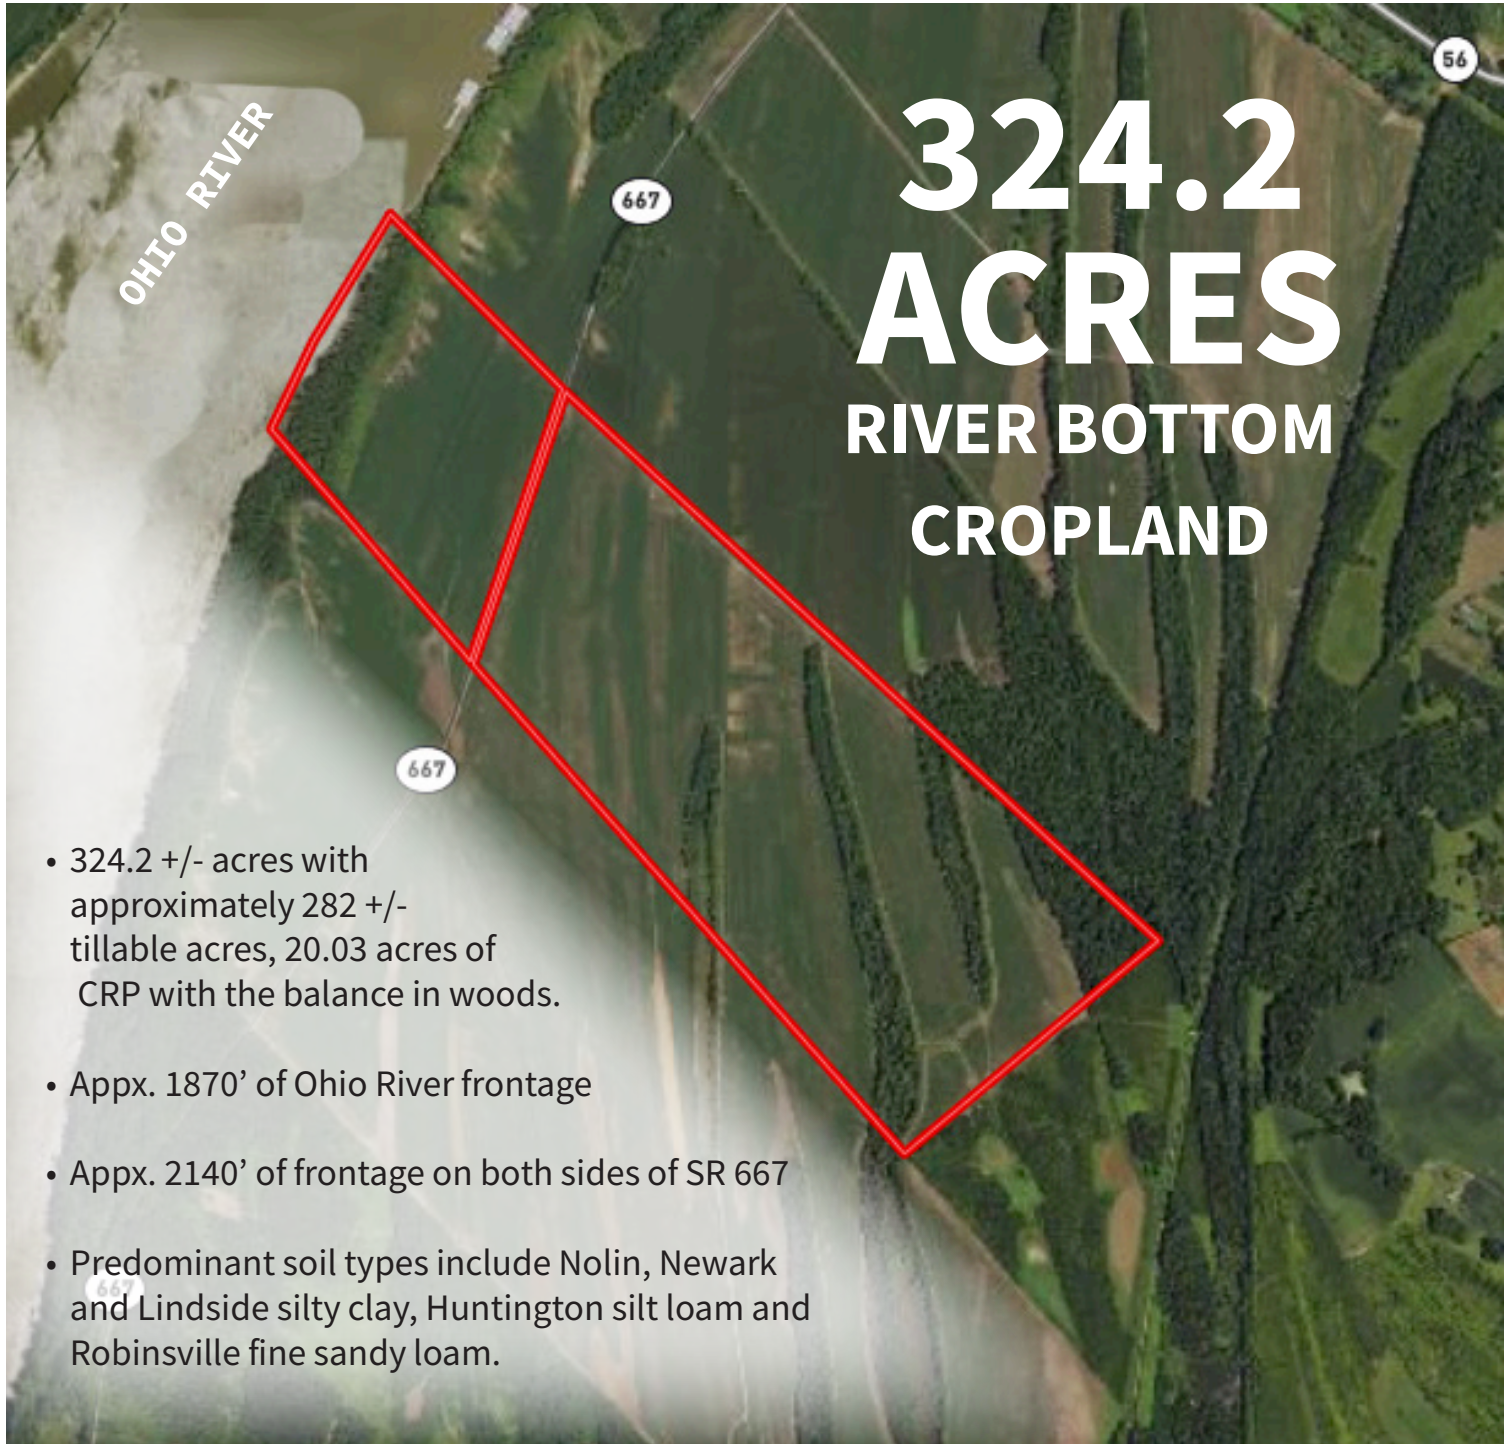 56
OHIO RIVER
667
324.2
ACRES
RIVER BOTTOM
CROPLAND
667
• 324.2 +/- acres with
approximately 282 +/-
tillable acres, 20.03 acres of
CRP with the balance in woods.
• Appx. 1870’ of Ohio River frontage
• Appx. 2140’ of frontage on both sides of SR 667
• Predominant soil types include Nolin, Newark
667
and Lindside silty clay, Huntington silt loam and
Robinsville fine sandy loam.